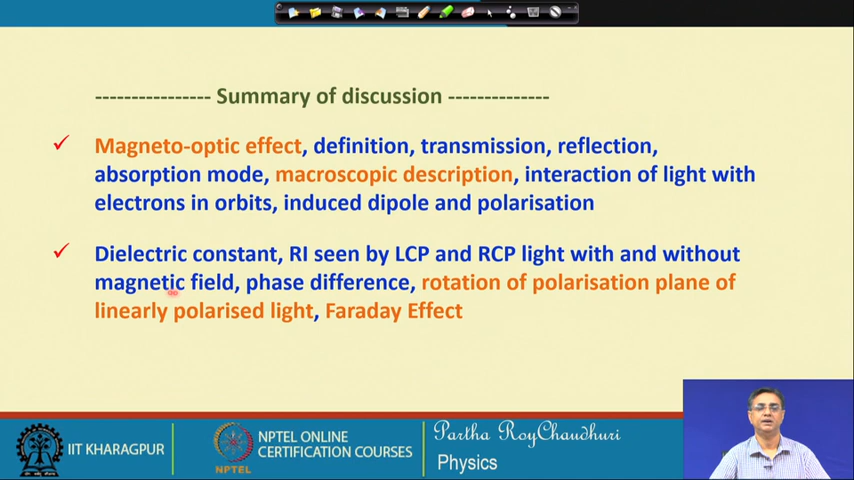 ---------------- Summary of discussion --------------
Magneto-optic effect, definition, transmission, reflection,
absorption mode, macroscopic description, interaction of light with
electrons in orbits, induced dipole and polarisation
Dielectric constant, RI seen by LCP and RCP light with and without
magnetic field, phase difference, rotation of polarisation plane of
linearly polarised light, Faraday Effect
IIT KHARAGPUR
NPTEL
NPTEL ONLINE
CERTIFICATION COURSES
Partha RoyChaudhuri
Physics